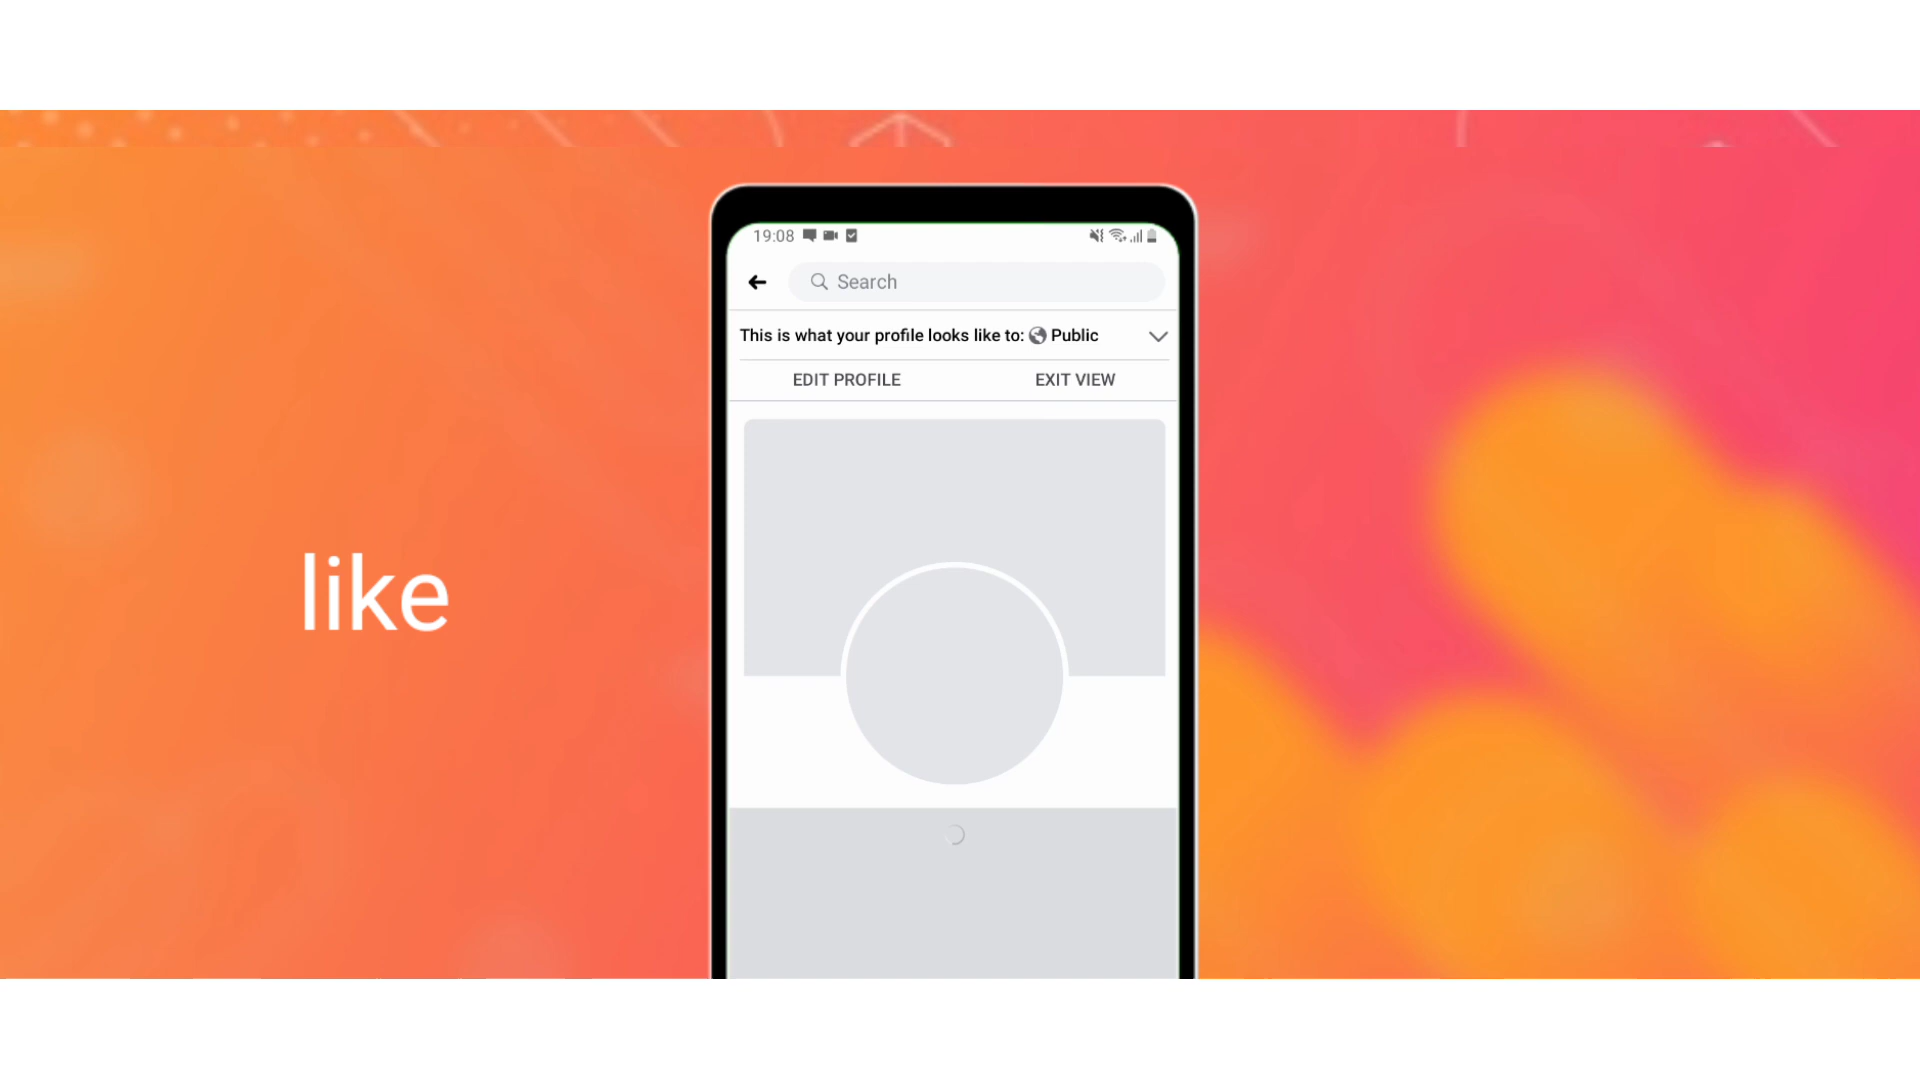 19:08
Search
This is what your profile looks like to: Public
EDIT PROFILE EXIT VIEW
like